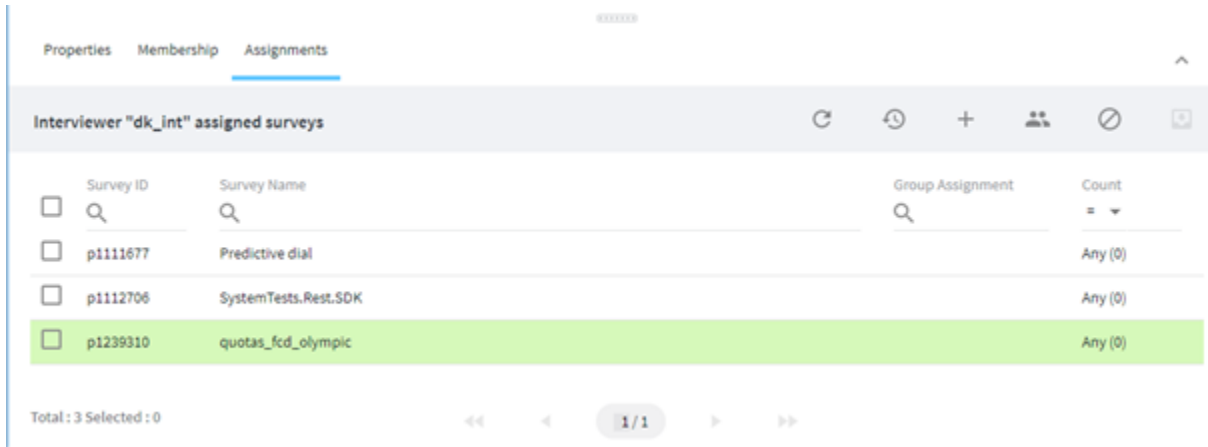 Properties Membership Assignments
Interviewer "dk_int" assigned surveys
Survey ID Survey Name Group Assignment Count
=
p1111677 Predictive dial Any (0)
p1112706 SystemTests.Rest.SDK Any (0)
p1239310 quotas_fcd_olympic Any (0)
Total : 3 Selected : 0 1 / 1